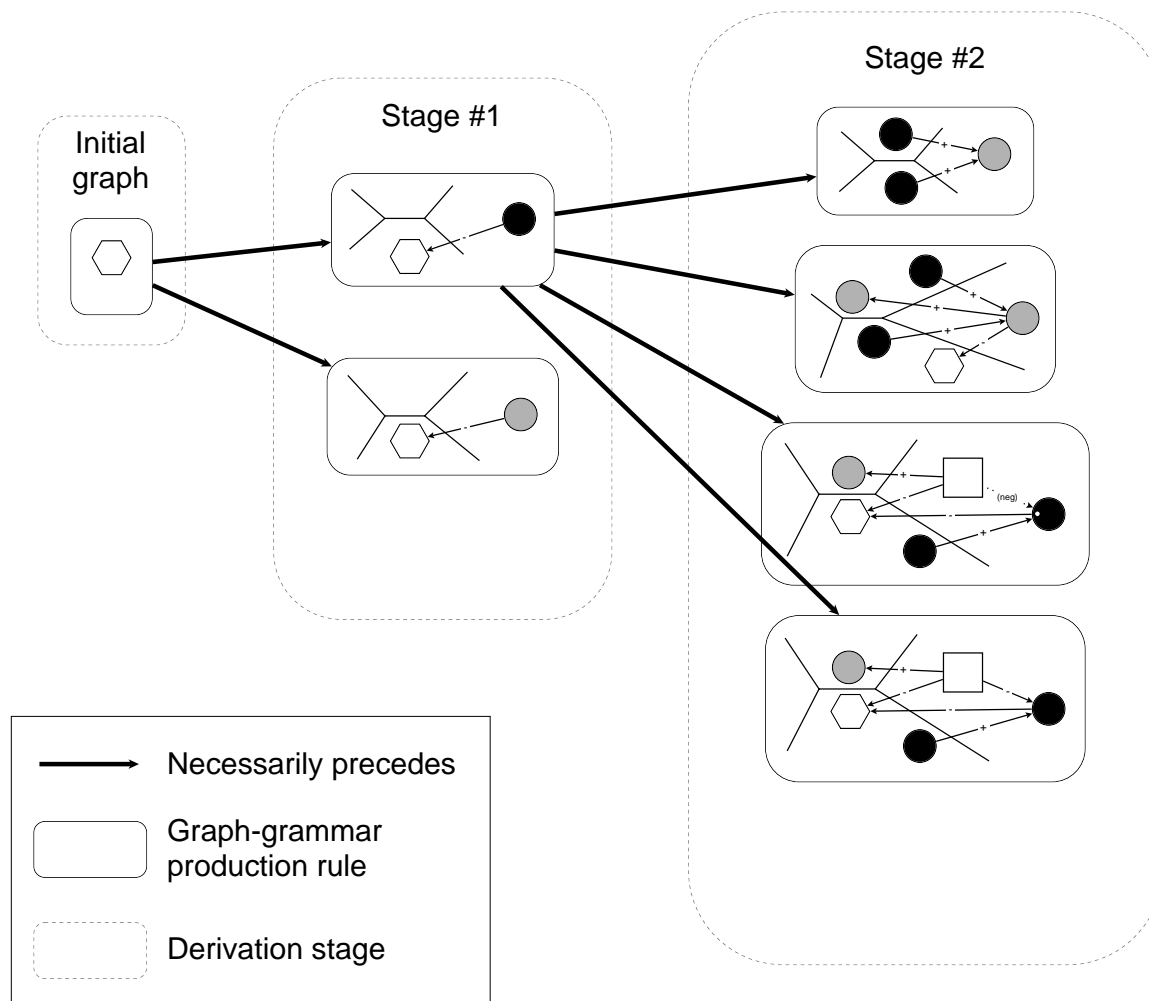 Stage #2
Stage #1
Initial
graph
+
+
-
+
+
+
-
-
+
-
(neg)
-
+
+
-
-
-
+
Necessarily precedes
Graph-grammar
production rule
Derivation stage